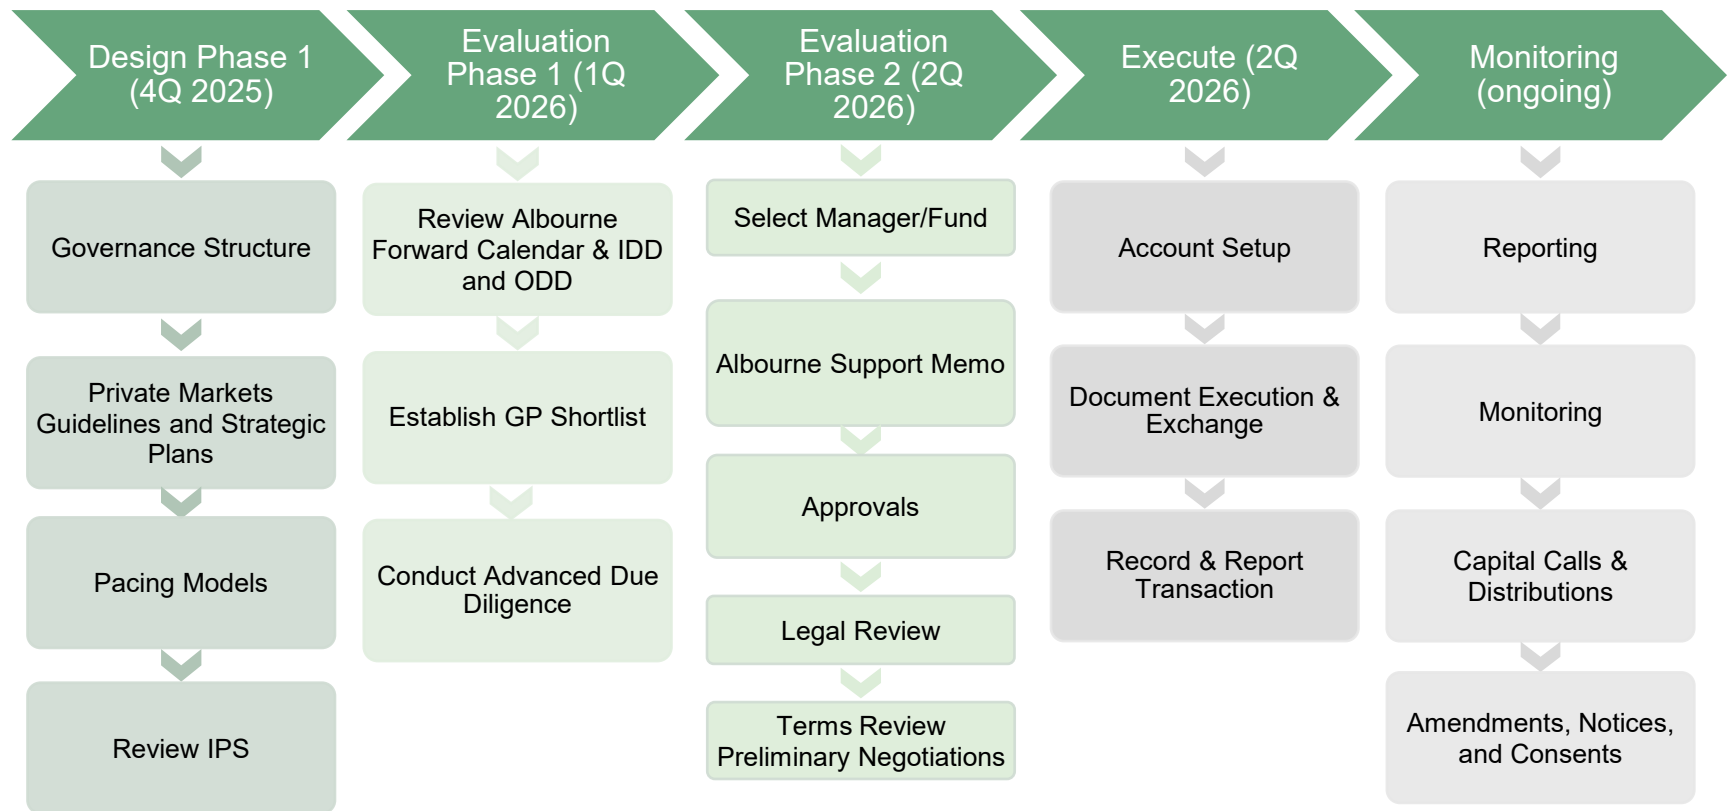 Design Phase 1
(4Q 2025)
Governance Structure
Private Markets
Guidelines and Strategic
Plans
Pacing Models
Review IPS
Evaluation
Phase 1 (1Q
2026)
Review Albourne
Forward Calendar & IDD
and ODD
Establish GP Shortlist
Conduct Advanced Due
Diligence
Evaluation
Phase 2 (2Q
2026)
Select Manager/Fund
Albourne Support Memo
Approvals
Legal Review
Terms Review
Preliminary Negotiations
Execute (2Q
2026)
Account Setup
Document Execution &
Exchange
Record & Report
Transaction
Monitoring
(ongoing)
Reporting
Monitoring
Capital Calls &
Distributions
Amendments, Notices,
and Consents